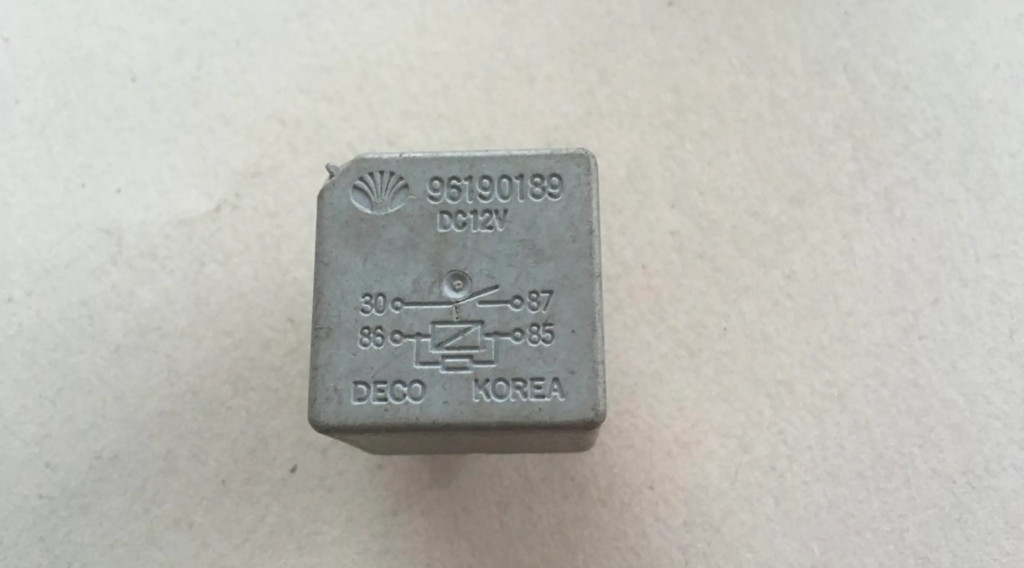 96190189
DC12V
30 87
86 85
DECO KOREA